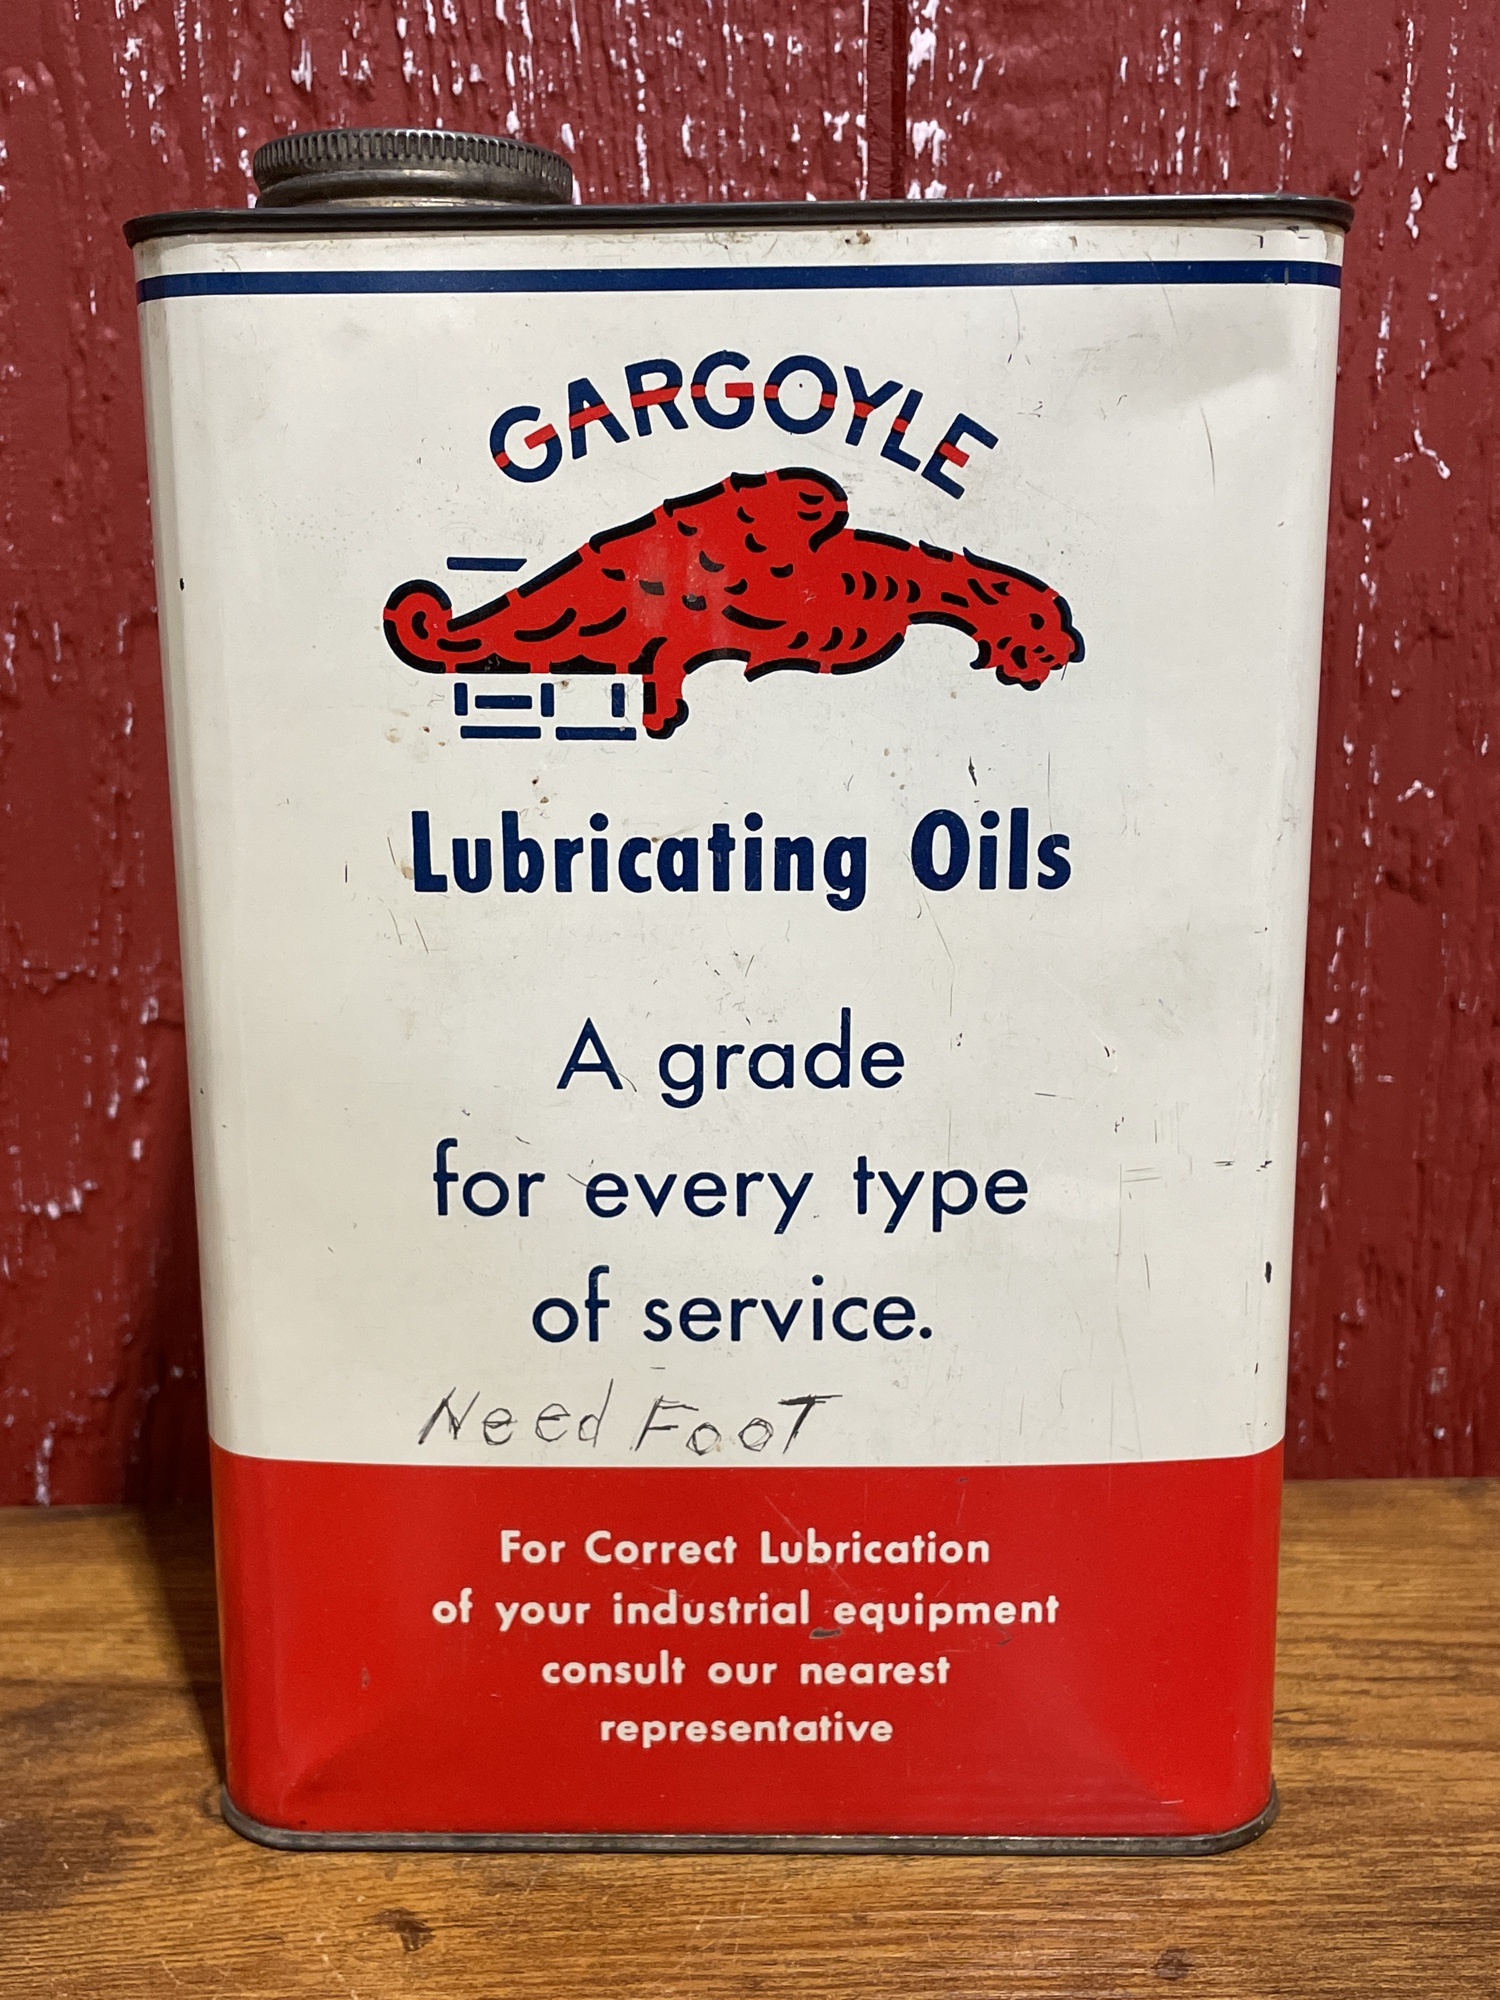 GARGOYLE
Lubricating Oils
A grade
for every type
of service.
Need FooT
For Correct Lubrication
of your industrial equipment
consult our nearest
representative